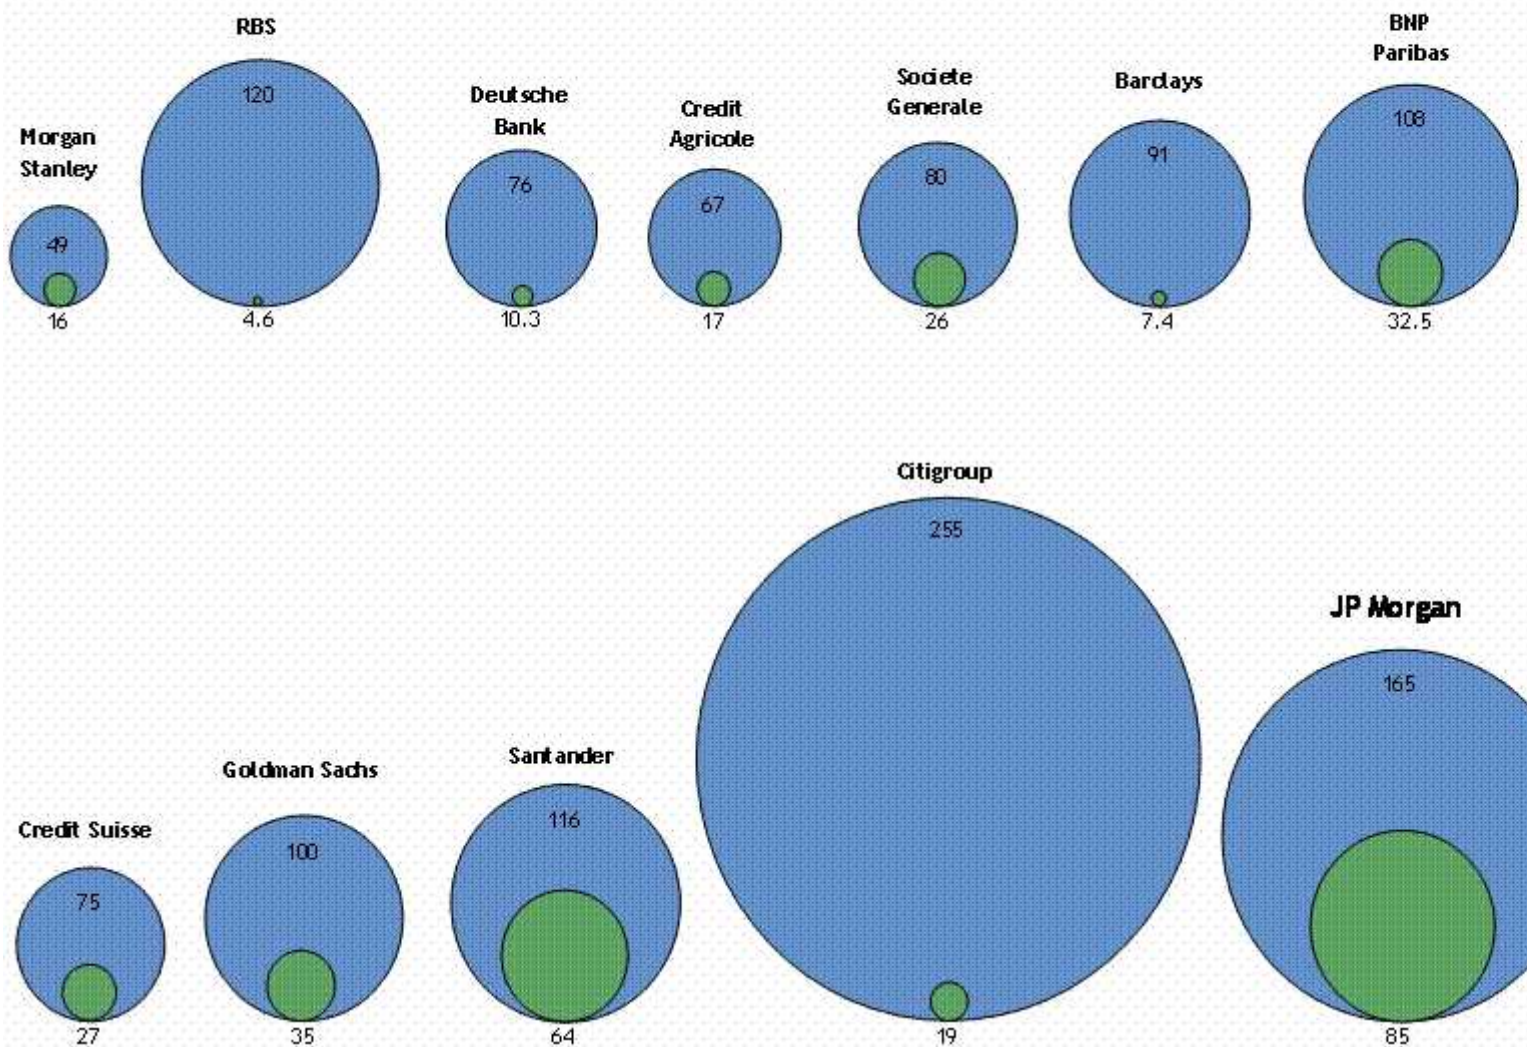 RBS
120
Morgan
Stanley
49
16
4.6
Deutsche
Bank
76
10.3
Credit
Agricole
67
17
Societe
Generale
80
26
Barclays
91
7.4
BNP
Paribas
108
32.5
Credit Suisse
75
27
Goldman Sachs
100
35
Santander
116
64
Citigroup
255
19
JP Morgan
165
85